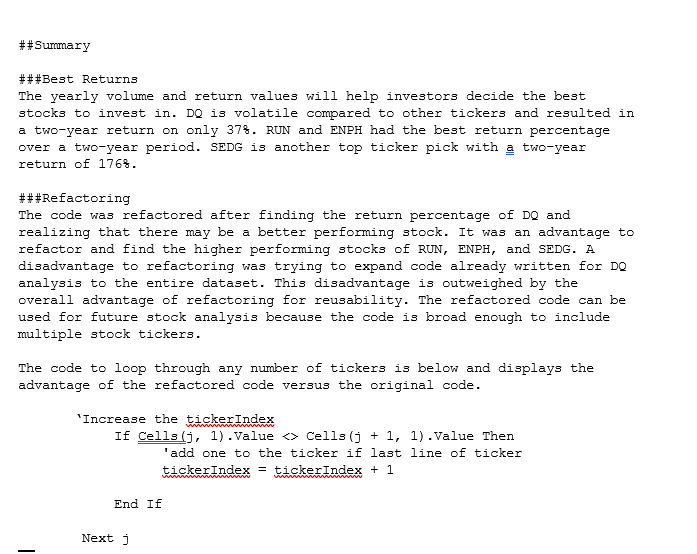 ##Summary
###Best Returns
The yearly volume and return values will help investors decide the best
stocks to invest in. DQ is volatile compared to other tickers and resulted in
a two-year return on only 37%. RUN and ENPH had the best return percentage
over a two-year period. SEDG is another top ticker pick with a two-year
return of 176%.
###Refactoring
The code was refactored after finding the return percentage of DQ and
realizing that there may be a better performing stock. It was an advantage to
refactor and find the higher performing stocks of RUN, ENPH, and SEDG. A
disadvantage to refactoring was trying to expand code already written for DQ
analysis to the entire dataset. This disadvantage is outweighed by the
overall advantage of refactoring for reusability. The refactored code can be
used for future stock analysis because the code is broad enough to include
multiple stock tickers.
The code to loop through any number of tickers is below and displays the
advantage of the refactored code versus the original code.
‘Increase the tickerIndex
If Cells(j, 1).Value <> Cells(j + 1, 1).Value Then
'add one to the ticker if last line of ticker
tickerIndex = tickerIndex + 1
End If
Next j